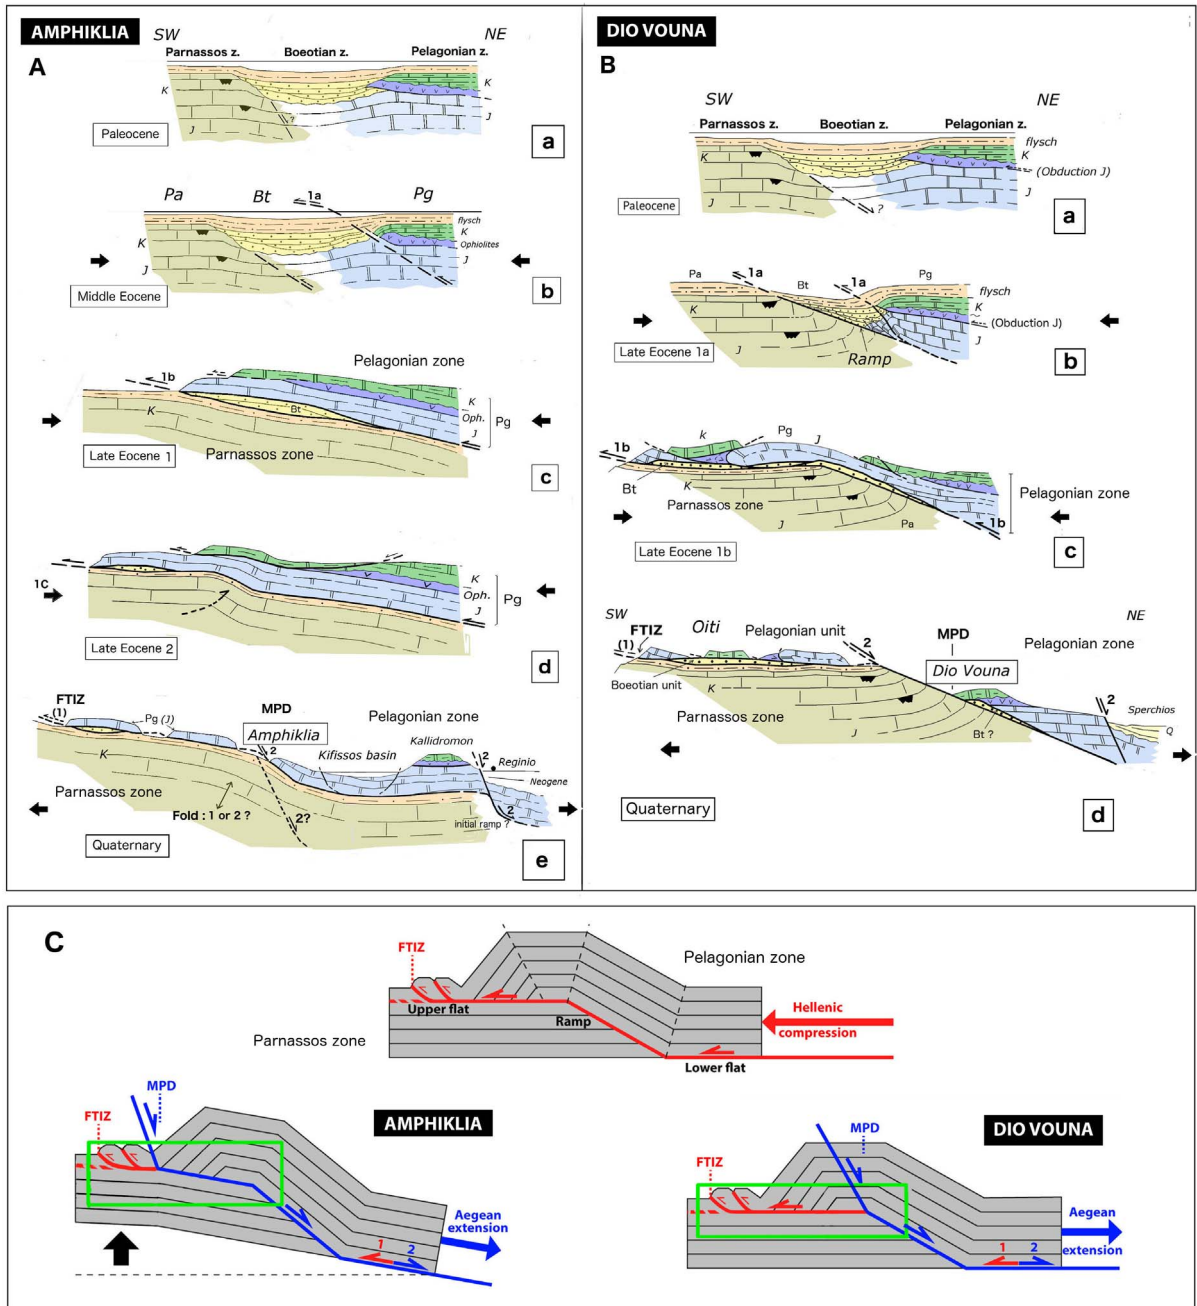 AMPHIKLIA
A
SW
NE
Parnassos z.
Boeotian z.
Pelagonian z.
K
K
J
J
?
Paleocene
a
Pa
Bt
1a
Pg
flysch
K
Ophiolites
K
J
J
Middle Eocene
b
Pelagonian zone
1b
K
Bt
K
Oph.
Pg
J
Late Eocene 1
Parnassos zone
c
1C
K
Oph.
Pg
J
Late Eocene 2
d
FTIZ
(1)
Pg (J)
MPD
Amphiklia
Pelagonian zone
2
Kifissos basin
Kallidromon
2
Reginio
Neogene
K
Parnassos zone
Fold : 1 or 2 ?
2?
2
initial ramp ?
Quaternary
e
DIO VOUNA
B
SW
NE
Parnassos z.
Boeotian z.
Pelagonian z.
flysch
K
K
(Obduction J)
J
J
?
Paleocene
a
Pa
1a
Bt
1a
Pg
flysch
K
K
(Obduction J)
J
J
Late Eocene 1a
Ramp
b
1b
k
Pg
J
Bt
K
Parnassos zone
Pelagonian zone
J
Pa
1b
Late Eocene 1b
c
SW
NE
FTIZ
(1)
Oiti
Pelagonian unit
2
MPD
Pelagonian zone
Dio Vouna
2
Sperchios
Q
Boeotian unit
K
Parnassos zone
J
Bt ?
Quaternary
d
C
FTIZ
Pelagonian zone
Upper flat
Ramp
Hellenic
compression
Parnassos zone
Lower flat
MPD
FTIZ
AMPHIKLIA
Aegean
extension
1
2
DIO VOUNA
MPD
FTIZ
Aegean
extension
1
2